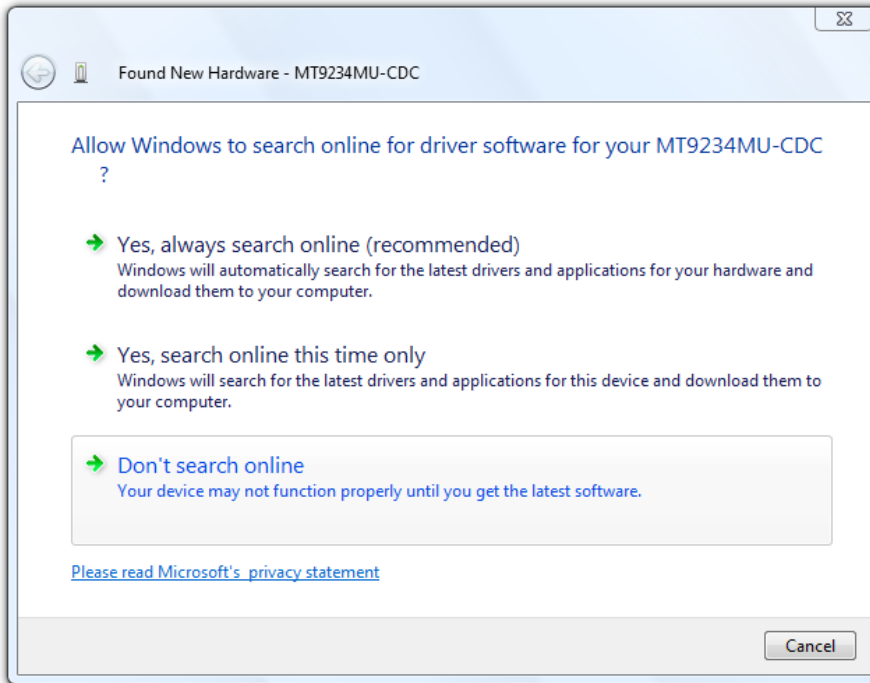 Found New Hardware - MT9234MU-CDC
Allow Windows to search online for driver software for your MT9234MU-CDC
?
Yes, always search online (recommended)
Windows will automatically search for the latest drivers and applications for your hardware and
download them to your computer.
Yes, search online this time only
Windows will search for the latest drivers and applications for this device and download them to
your computer.
Don't search online
Your device may not function properly until you get the latest software.
Please read Microsoft's privacy statement
Cancel